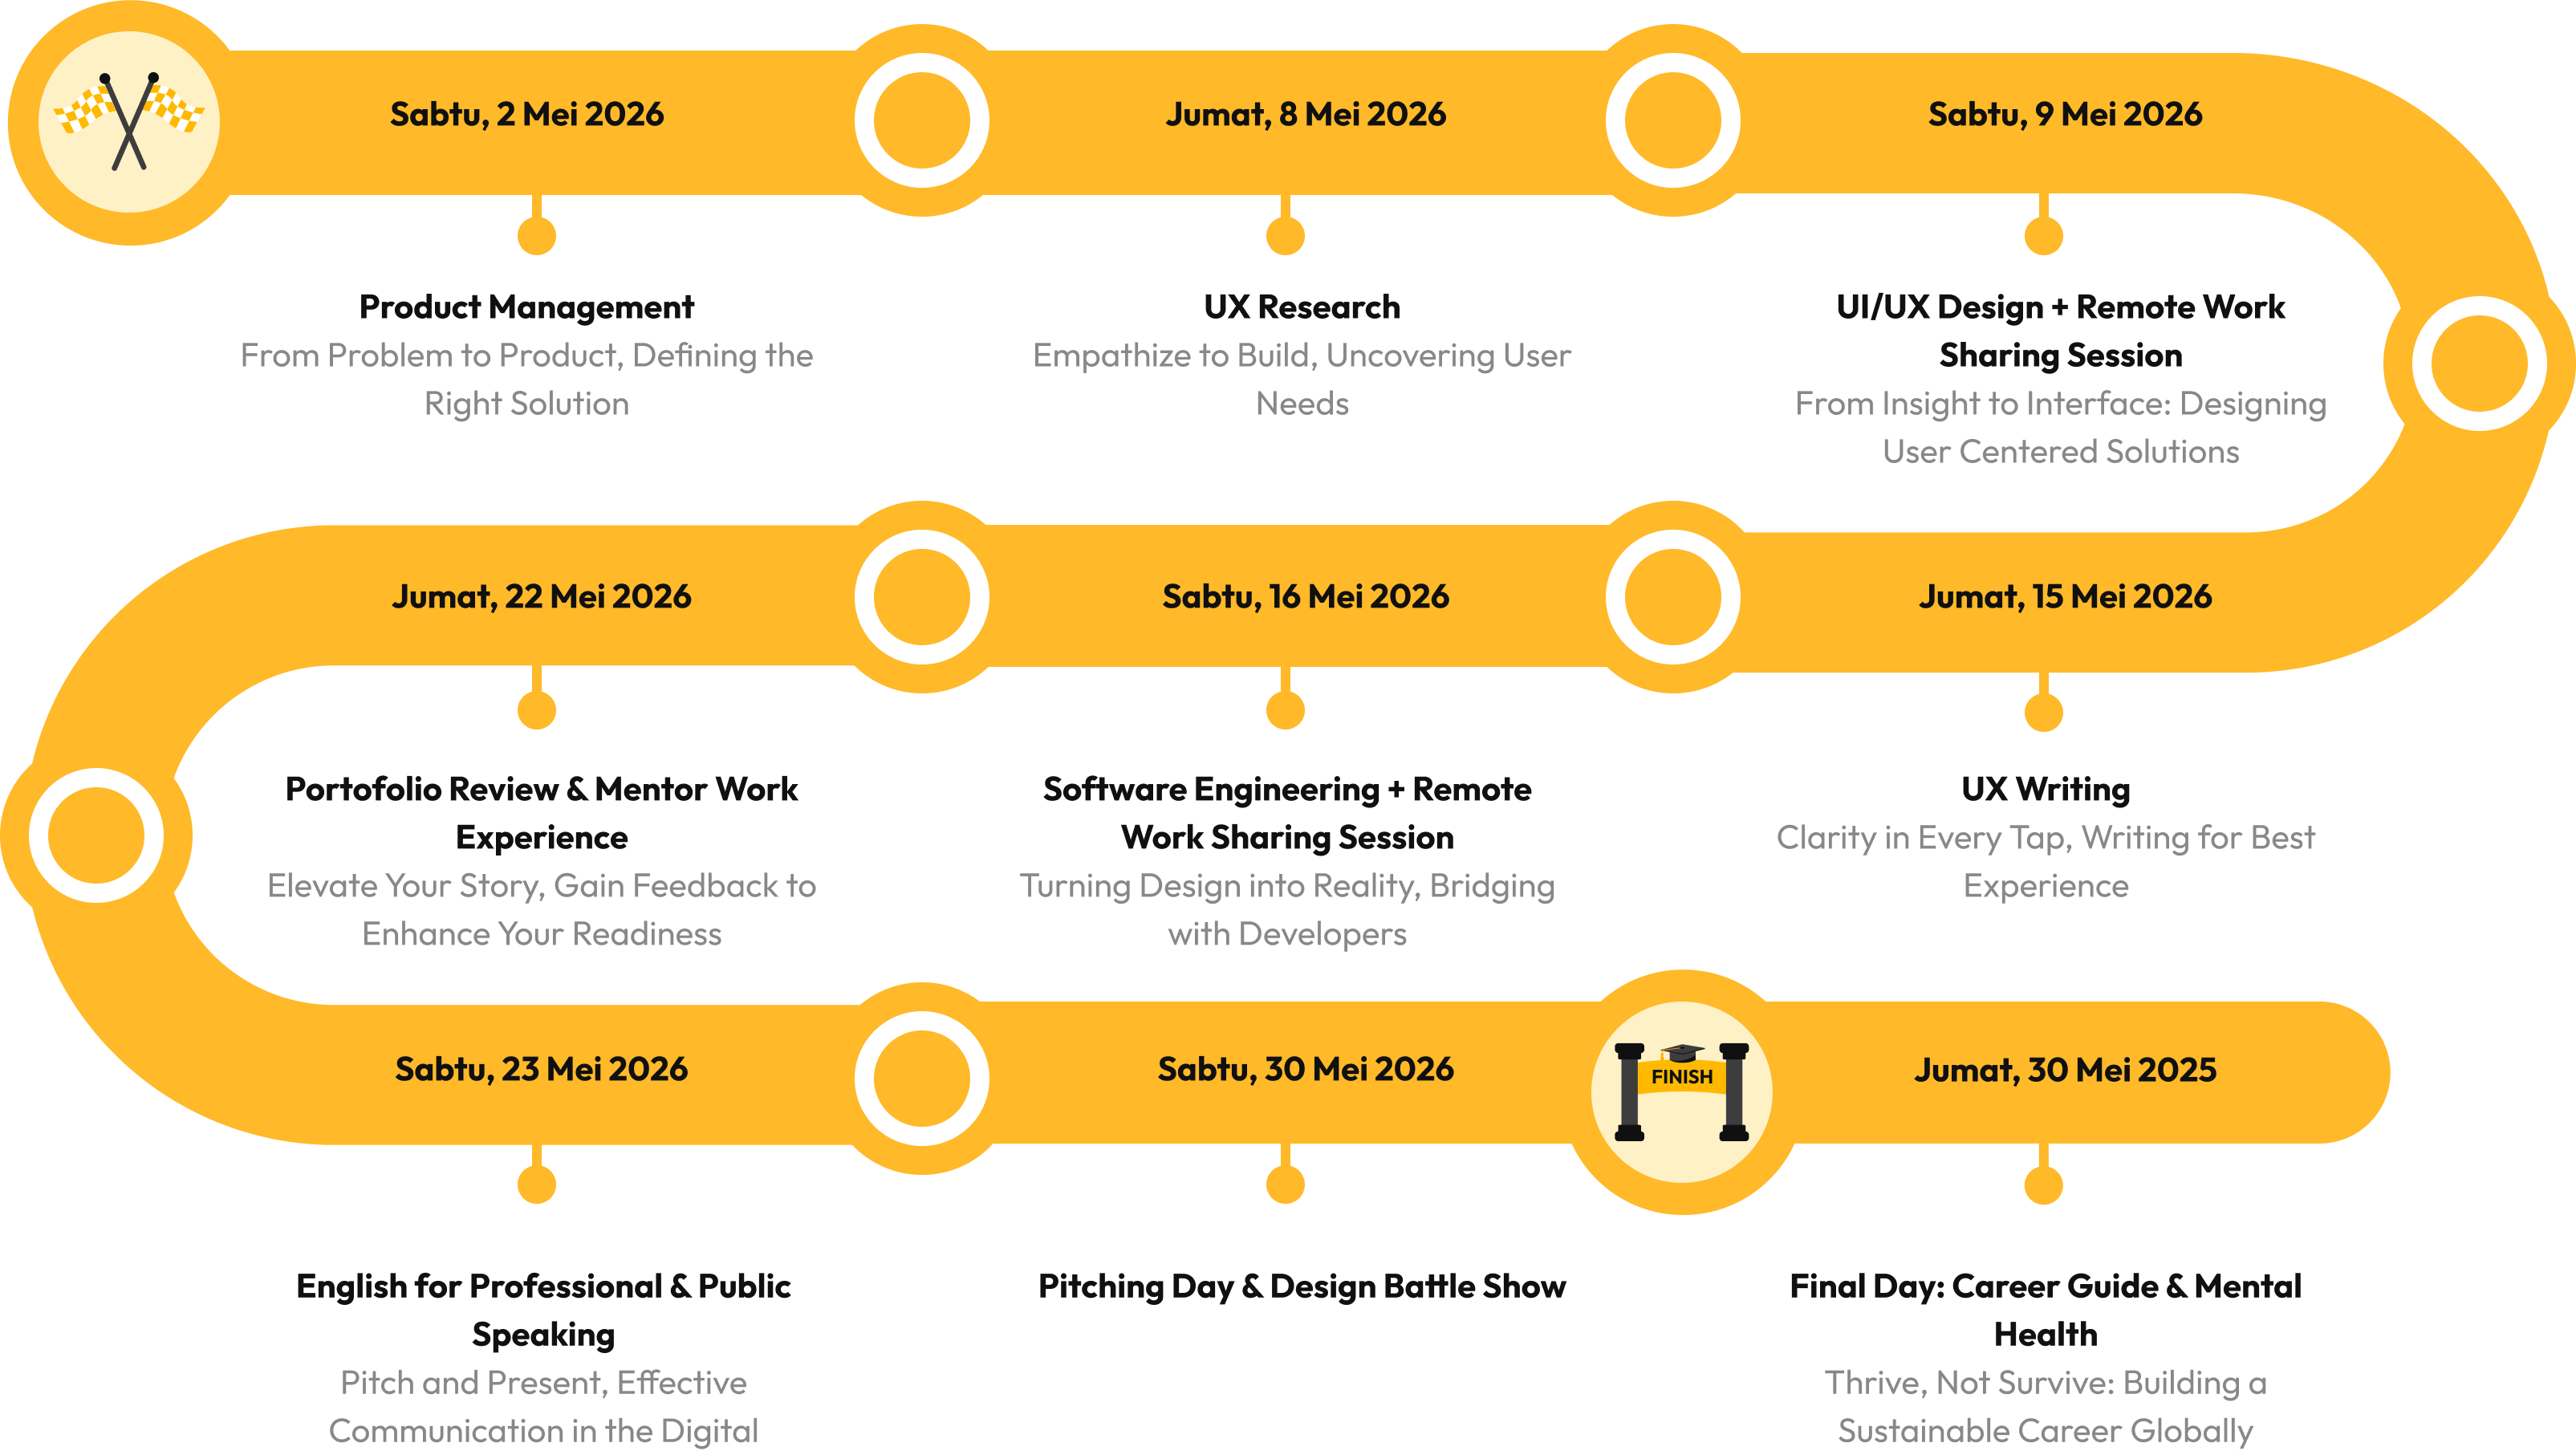 Sabtu, 2 Mei 2026
Product Management
From Problem to Product, Defining the
Right Solution
Jumat, 8 Mei 2026
UX Research
Empathize to Build, Uncovering User
Needs
Sabtu, 9 Mei 2026
UI/UX Design + Remote Work
Sharing Session
From Insight to Interface: Designing
User Centered Solutions
Jumat, 15 Mei 2026
UX Writing
Clarity in Every Tap, Writing for Best
Experience
Sabtu, 16 Mei 2026
Software Engineering + Remote
Work Sharing Session
Turning Design into Reality, Bridging
with Developers
Jumat, 22 Mei 2026
Portofolio Review & Mentor Work
Experience
Elevate Your Story, Gain Feedback to
Enhance Your Readiness
Sabtu, 23 Mei 2026
English for Professional & Public
Speaking
Pitch and Present, Effective
Communication in the Digital
Sabtu, 30 Mei 2026
Pitching Day & Design Battle Show
FINISH
Jumat, 30 Mei 2025
Final Day: Career Guide & Mental
Health
Thrive, Not Survive: Building a
Sustainable Career Globally